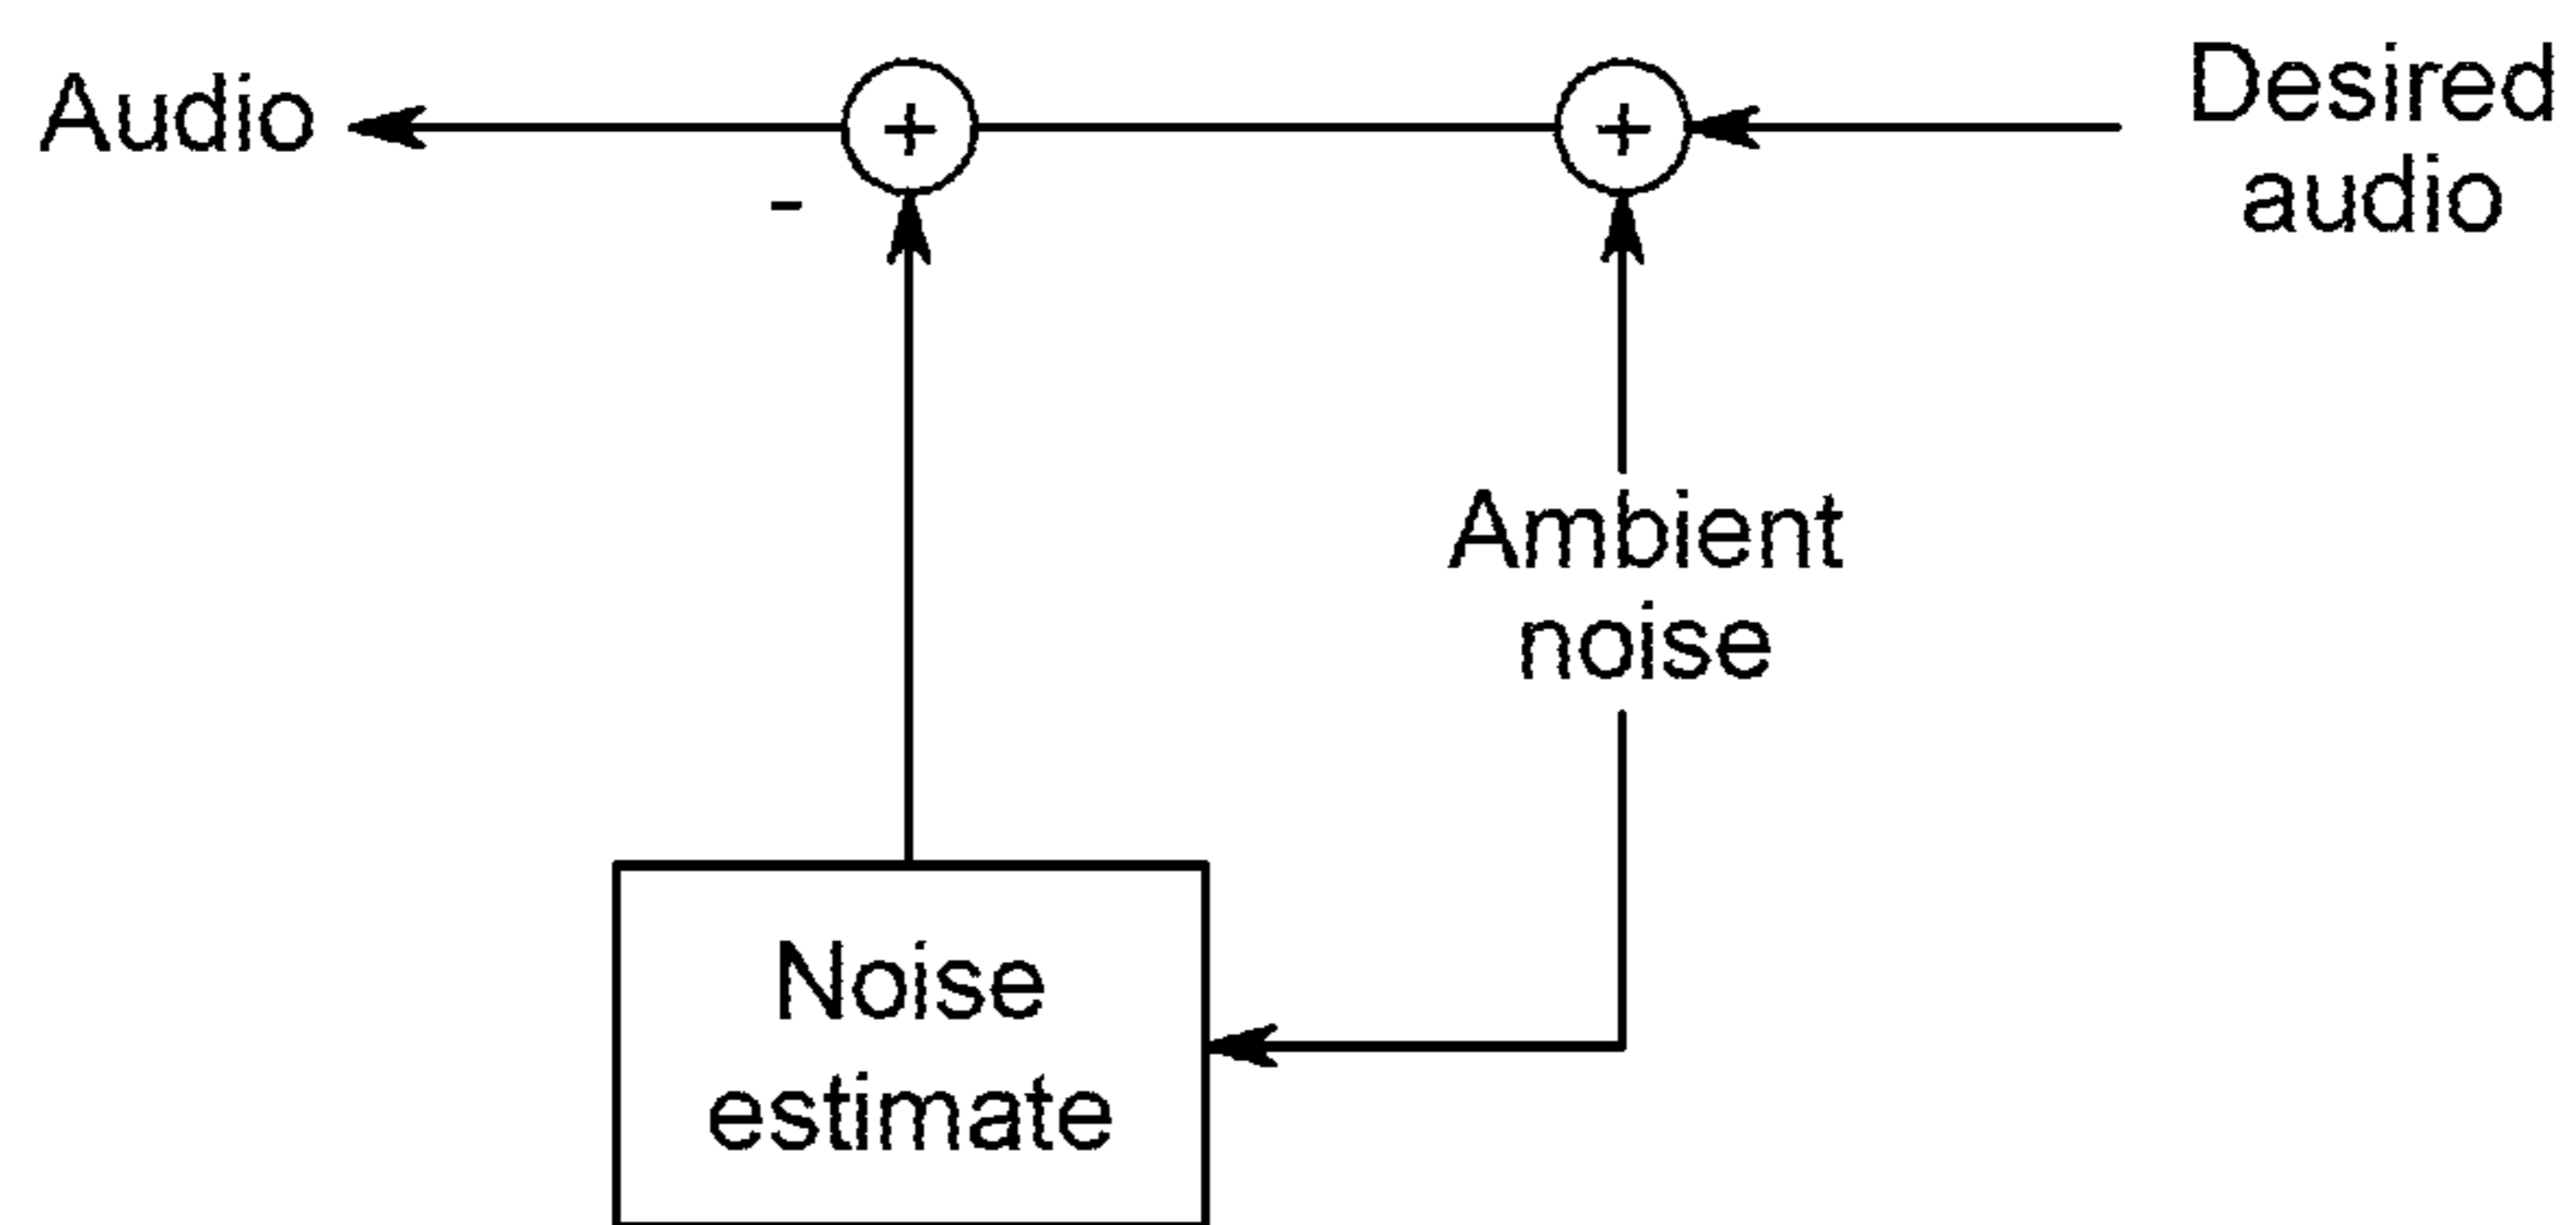 Audio
+
+
Desired
audio
-
Ambient
noise
Noise
estimate